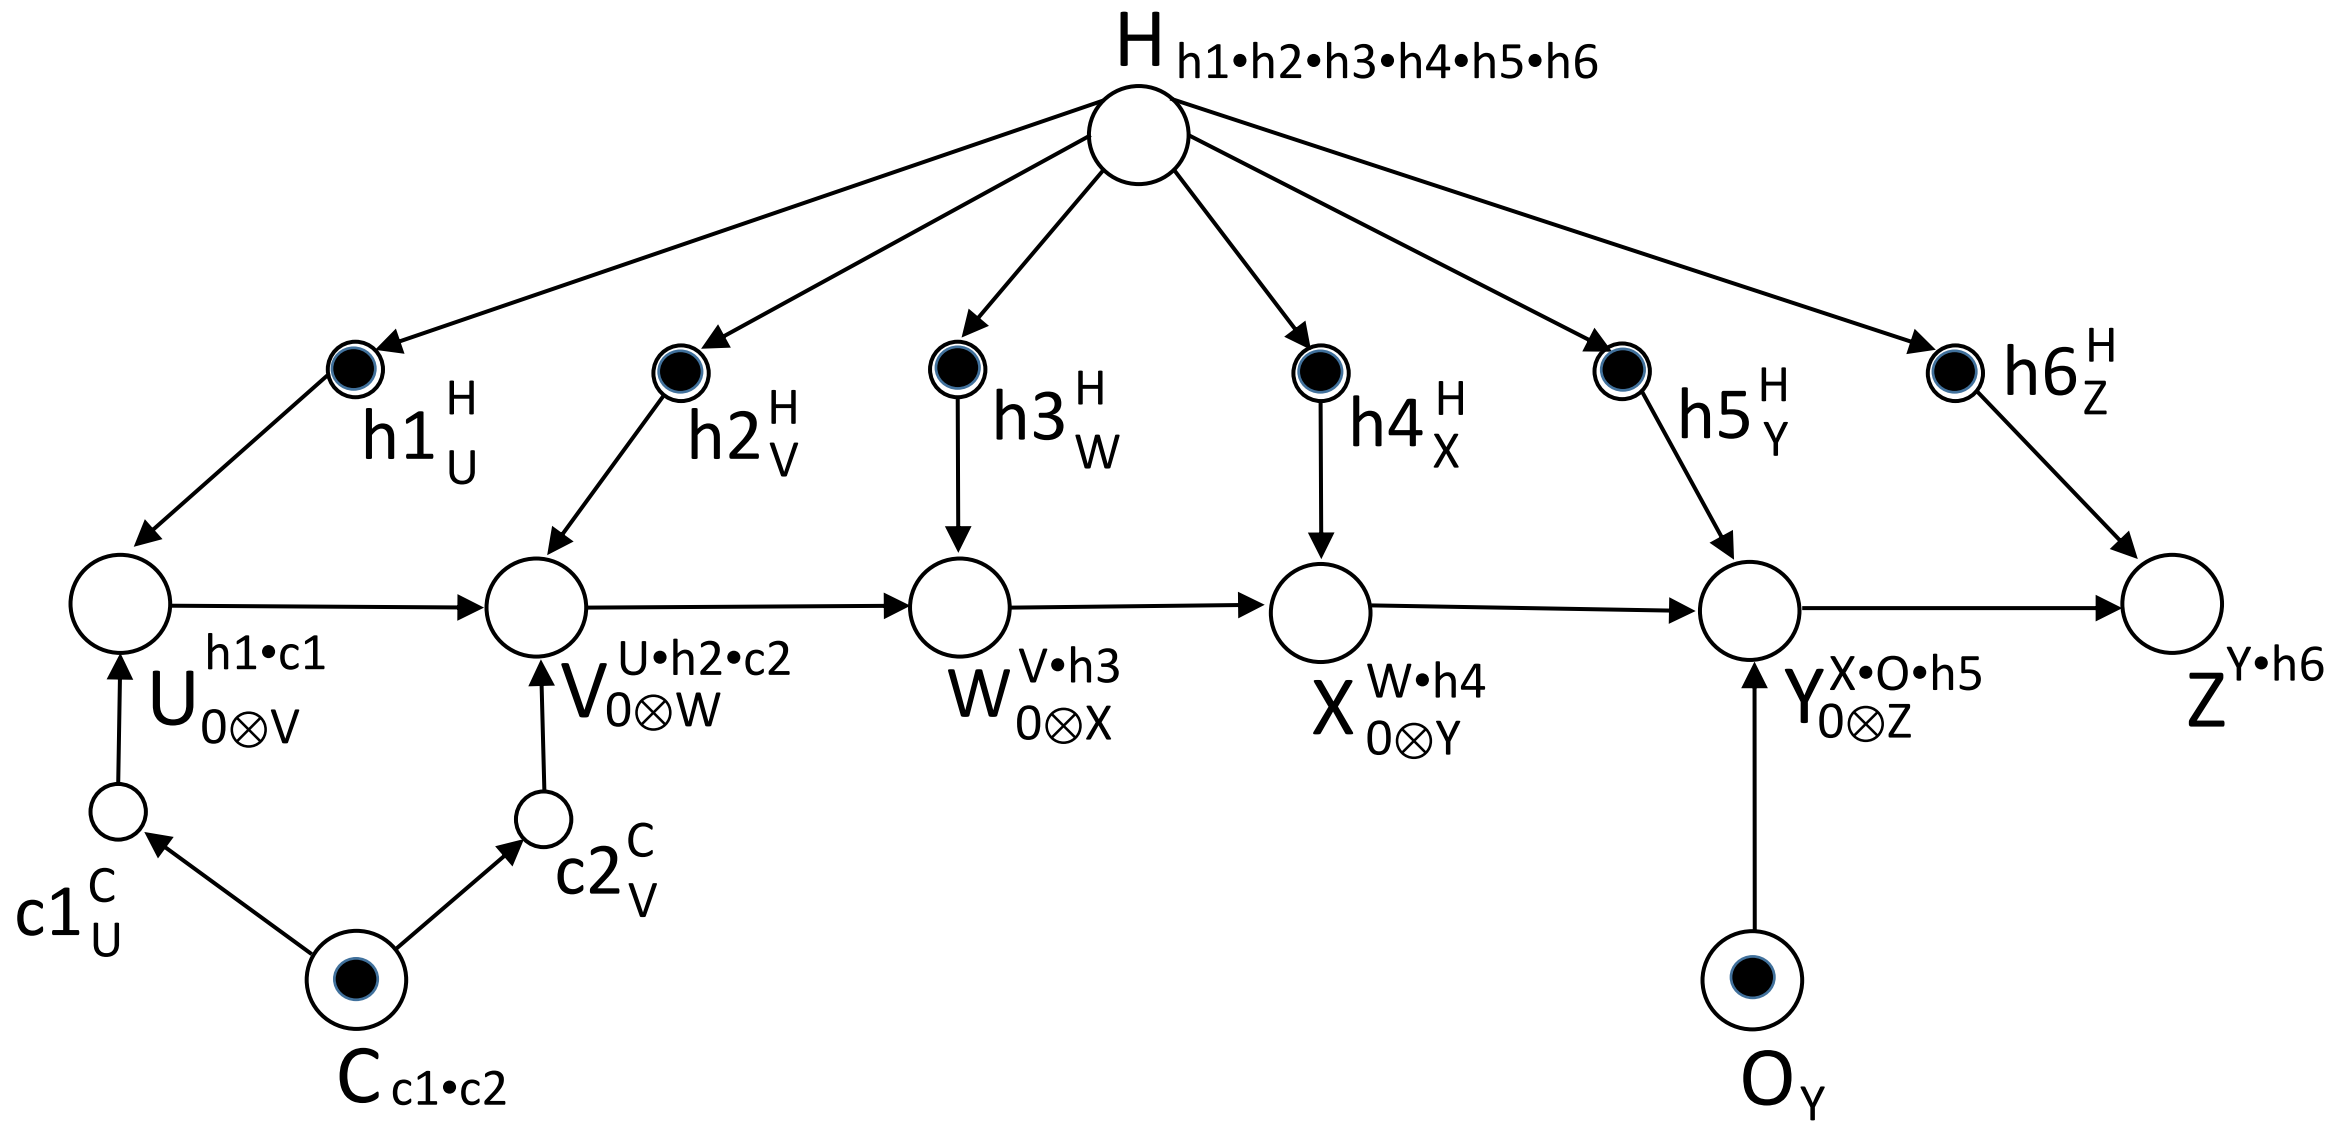 H h1•h2•h3•h4•h5•h6
h1 H U
h2 H V
h3 H W
h4 H X
h5 H Y
h6 H Z
U h1•c1 0⊗V
V U•h2•c2 0⊗W
W V•h3 0⊗X
X W•h4 0⊗Y
Y X•O•h5 0⊗Z
Z Y•h6
c1 C U
c2 C V
C c1•c2
O Y